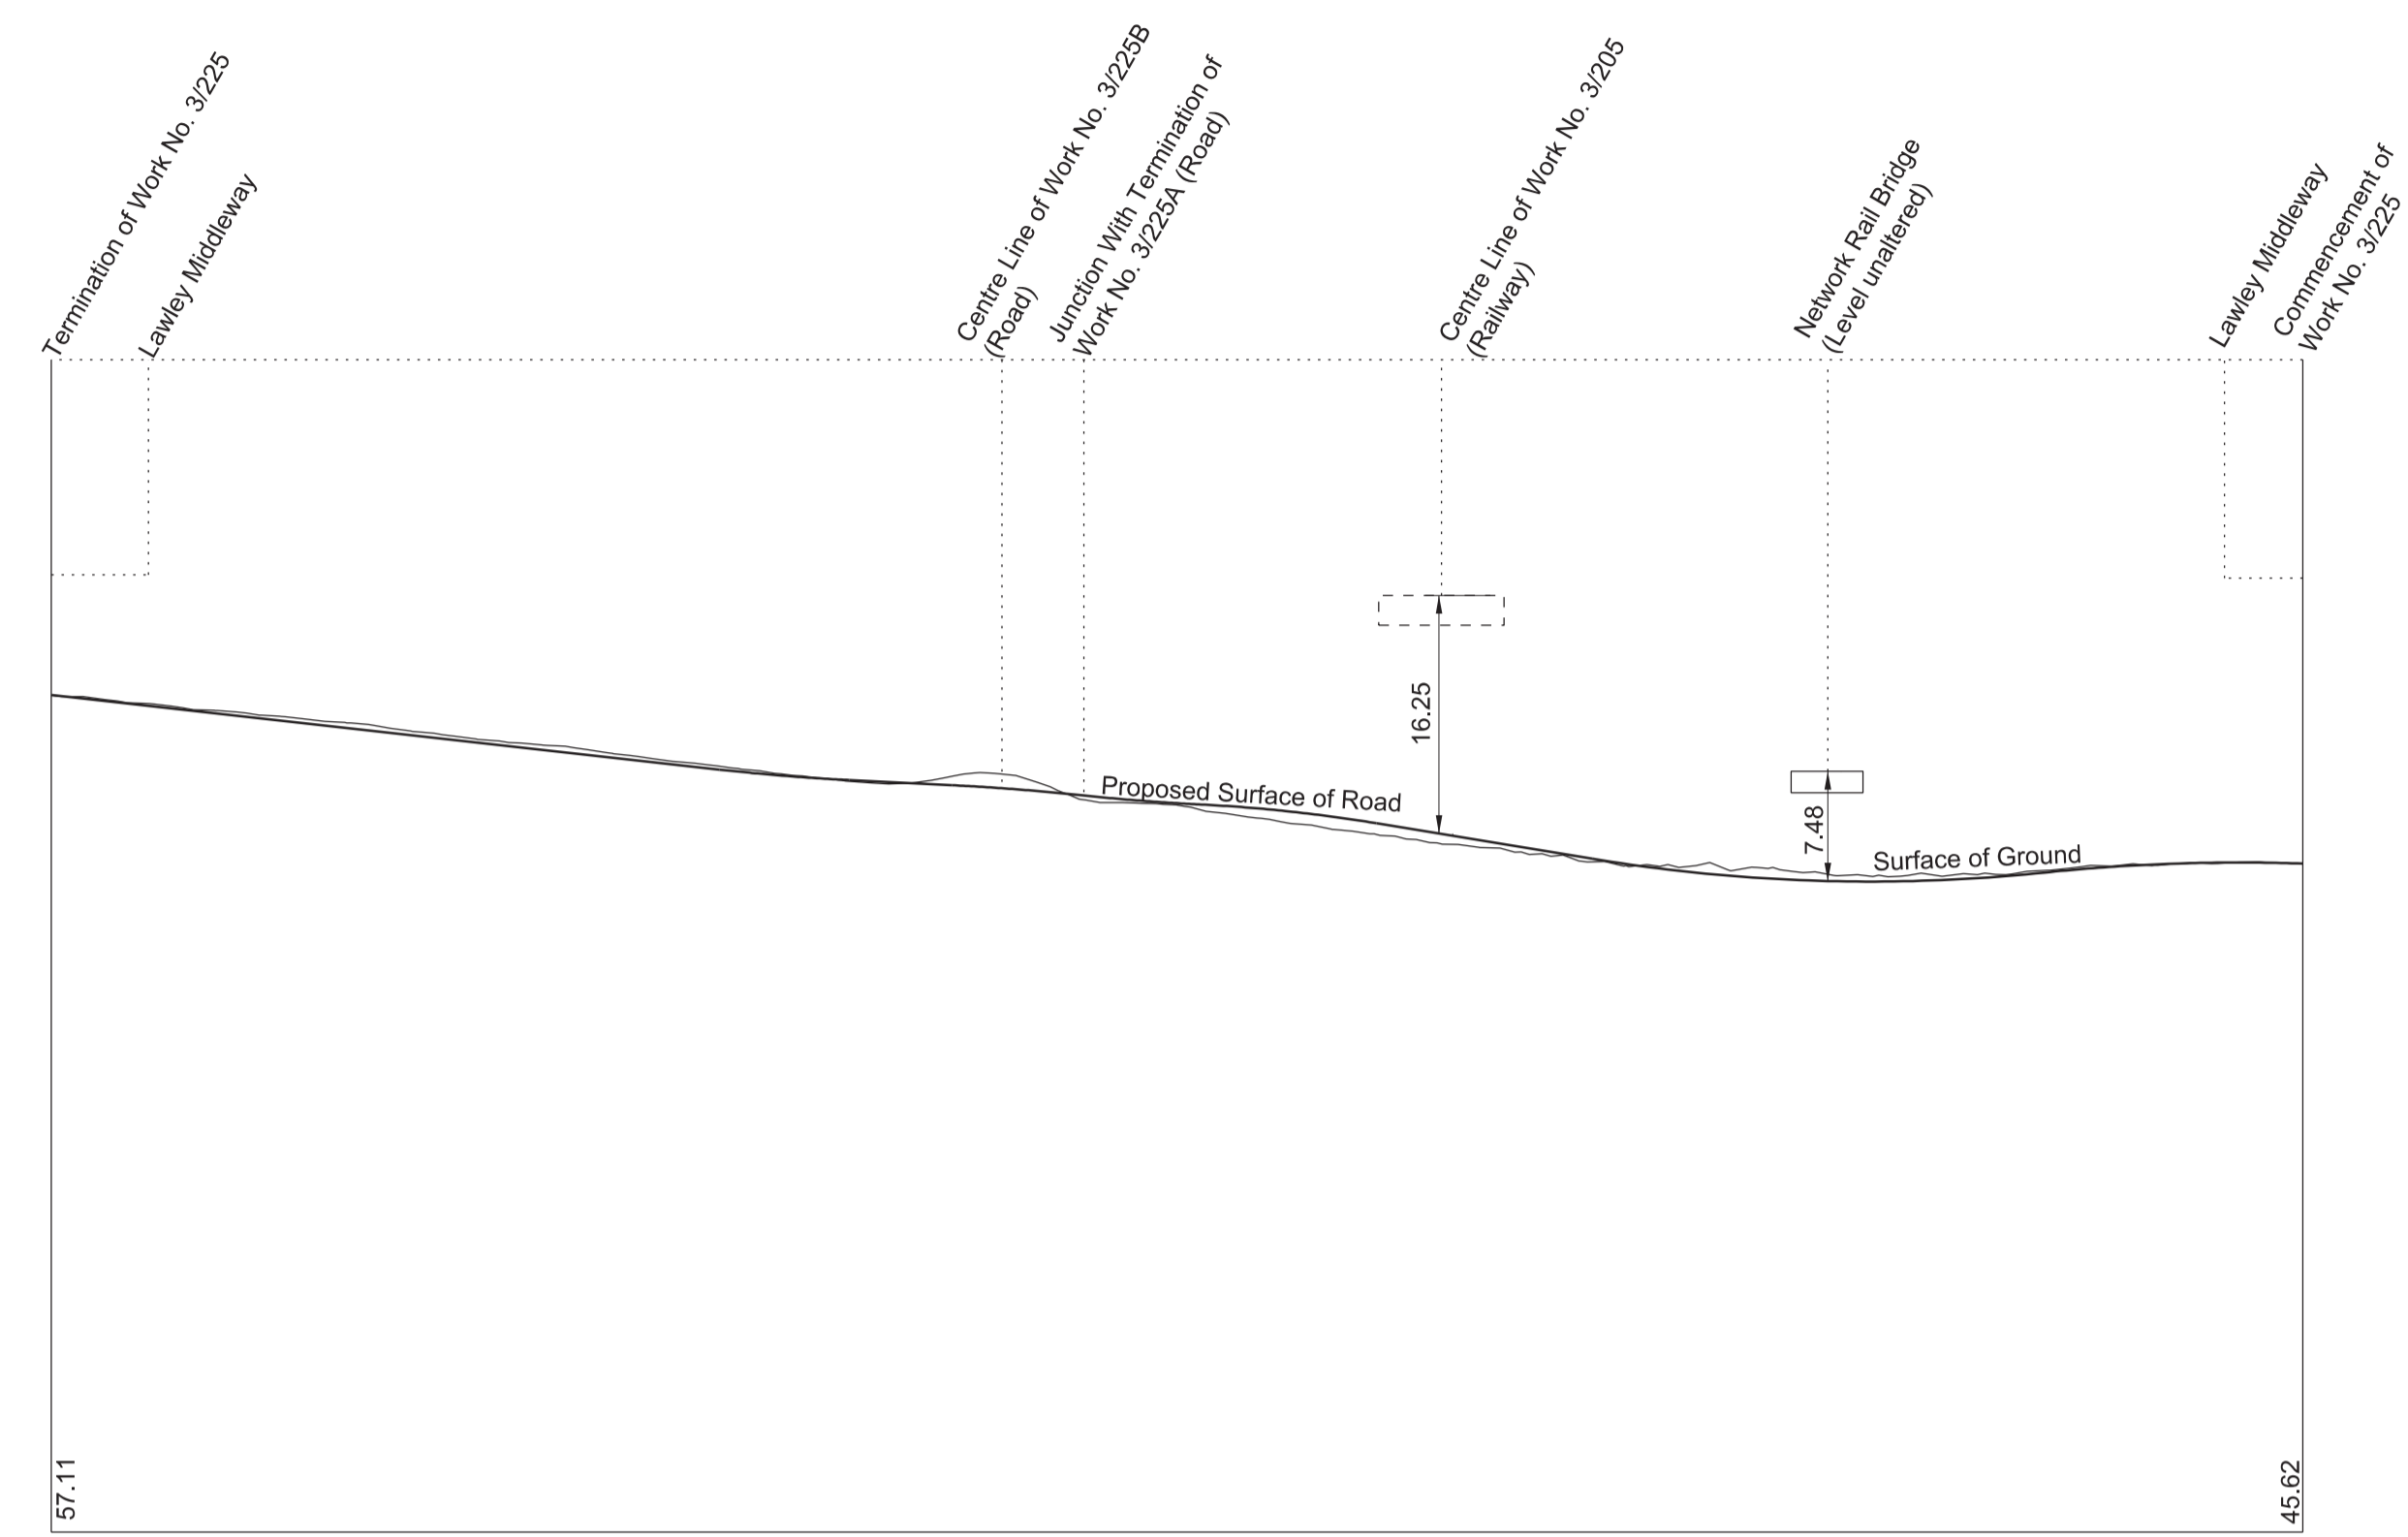 Termination of Work No. 3/225
Lawley Middleway
Centre Line of Work No. 3/225B
(Road)
Junction With Termination of
Work No. 3/225A (Road)
Centre Line of Work No. 3/205
(Railway)
Network Rail Bridge
(Level unaltered)
Lawley Middleway
Commencement of
Work No. 3/225
16.25
Proposed Surface of Road
7.48
Surface of Ground
57.11
45.62